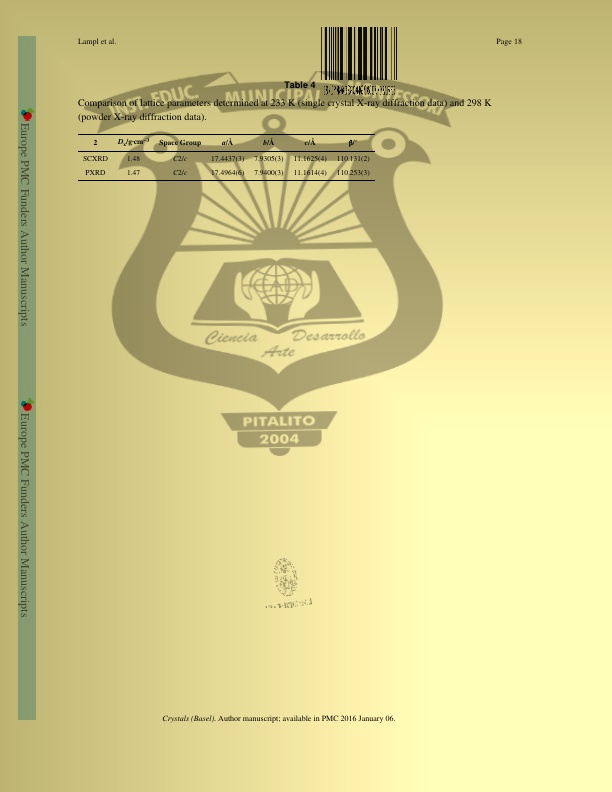 Lampl et al.
Page 18
Table 4
Comparison of lattice parameters determined at 233 K (single crystal X-ray diffraction data) and 298 K
(powder X-ray diffraction data).
2 Dx/g·cm−3 Space Group a/Å b/Å c/Å β/°
SCXRD 1.48 C2/c 17.4437(3) 7.9305(3) 11.1625(4) 110.131(2)
PXRD 1.47 C2/c 17.4964(6) 7.9400(3) 11.1614(4) 110.253(3)
INST. EDUC MUNICIPAL
Ciencia Desarrollo
Arte
PITALITO
2004
Europe PMC Funders Author Manuscripts
Europe PMC Funders Author Manuscripts
Crystals (Basel). Author manuscript; available in PMC 2016 January 06.